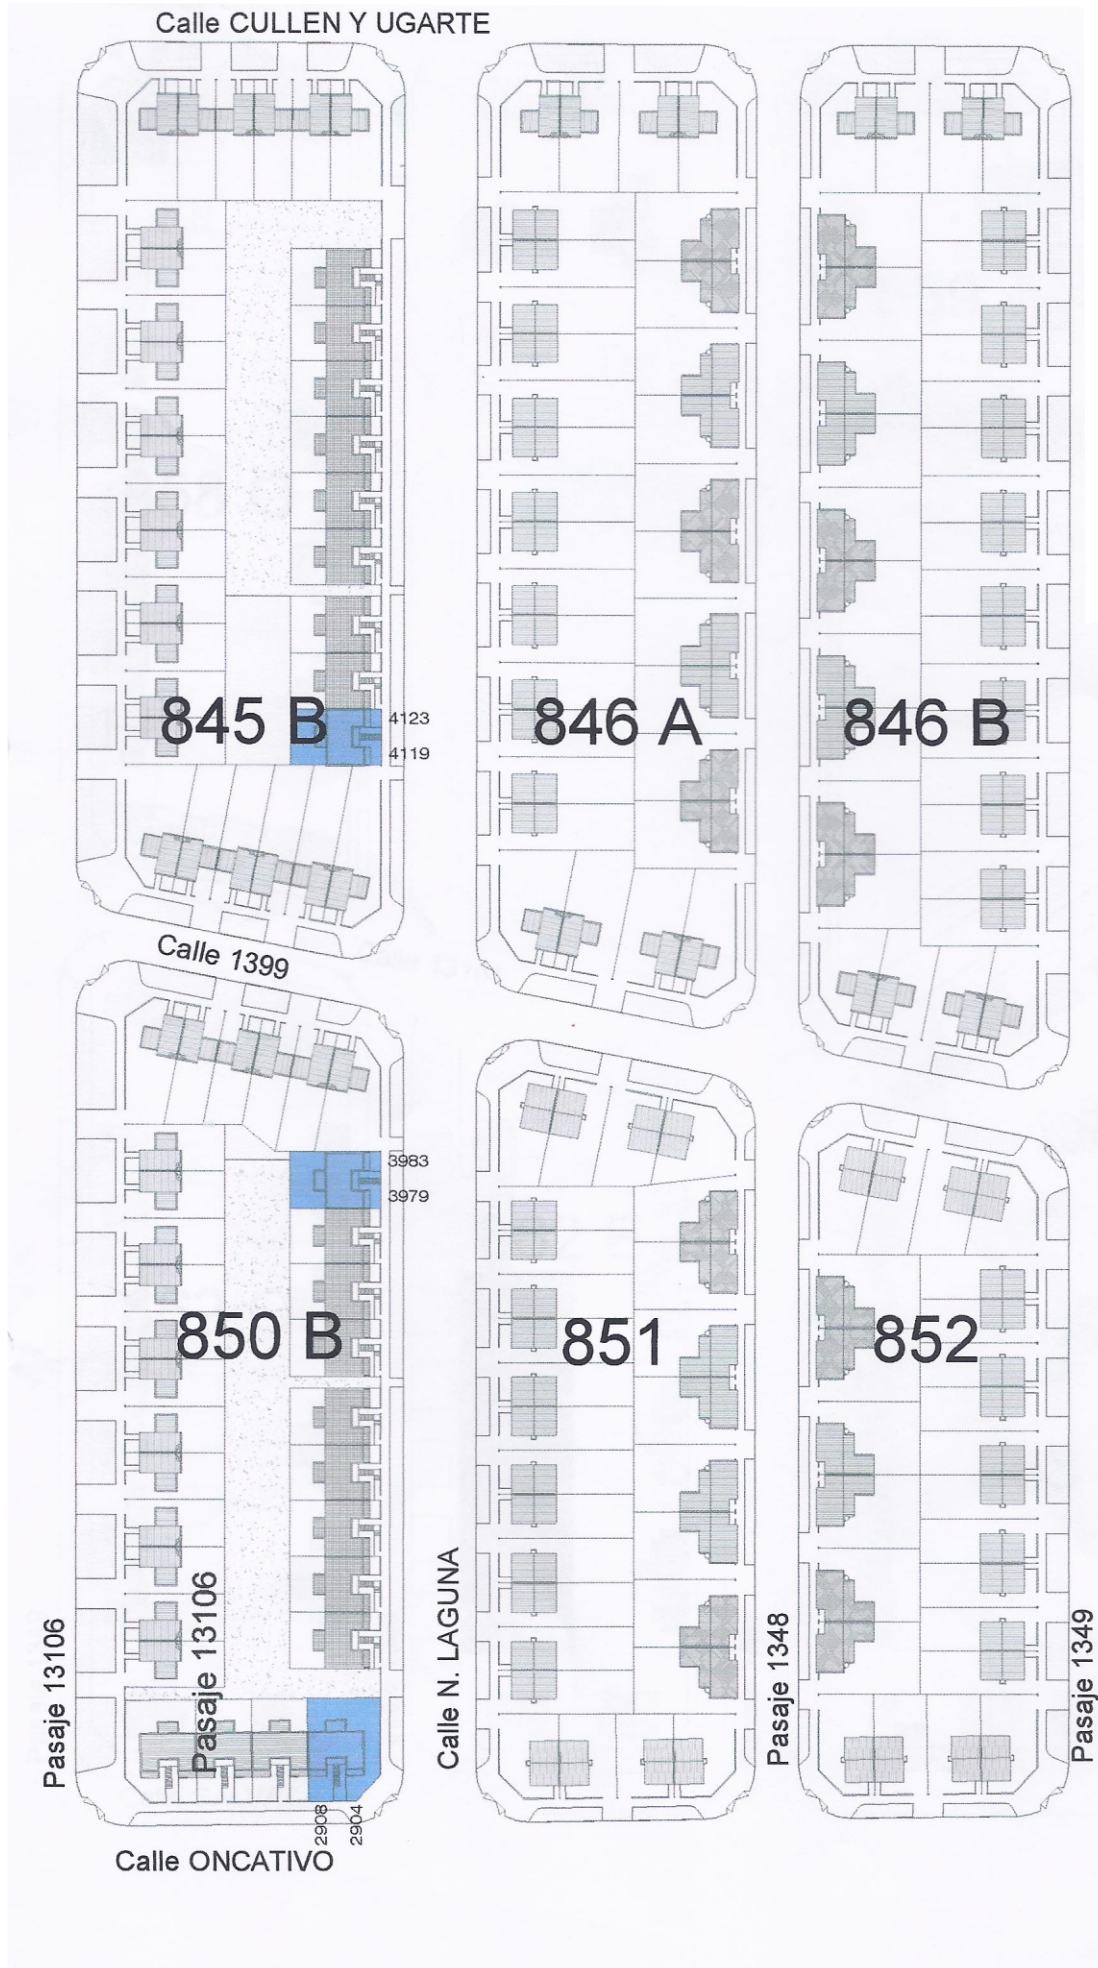 Calle CULLEN Y UGARTE
845 B
4123
4119
846 A
846 B
Calle 1399
3983
3979
850 B
851
852
Pasaje 13106
Pasaje 13106
Calle N. LAGUNA
Pasaje 1348
Pasaje 1349
2908
2904
Calle ONCATIVO